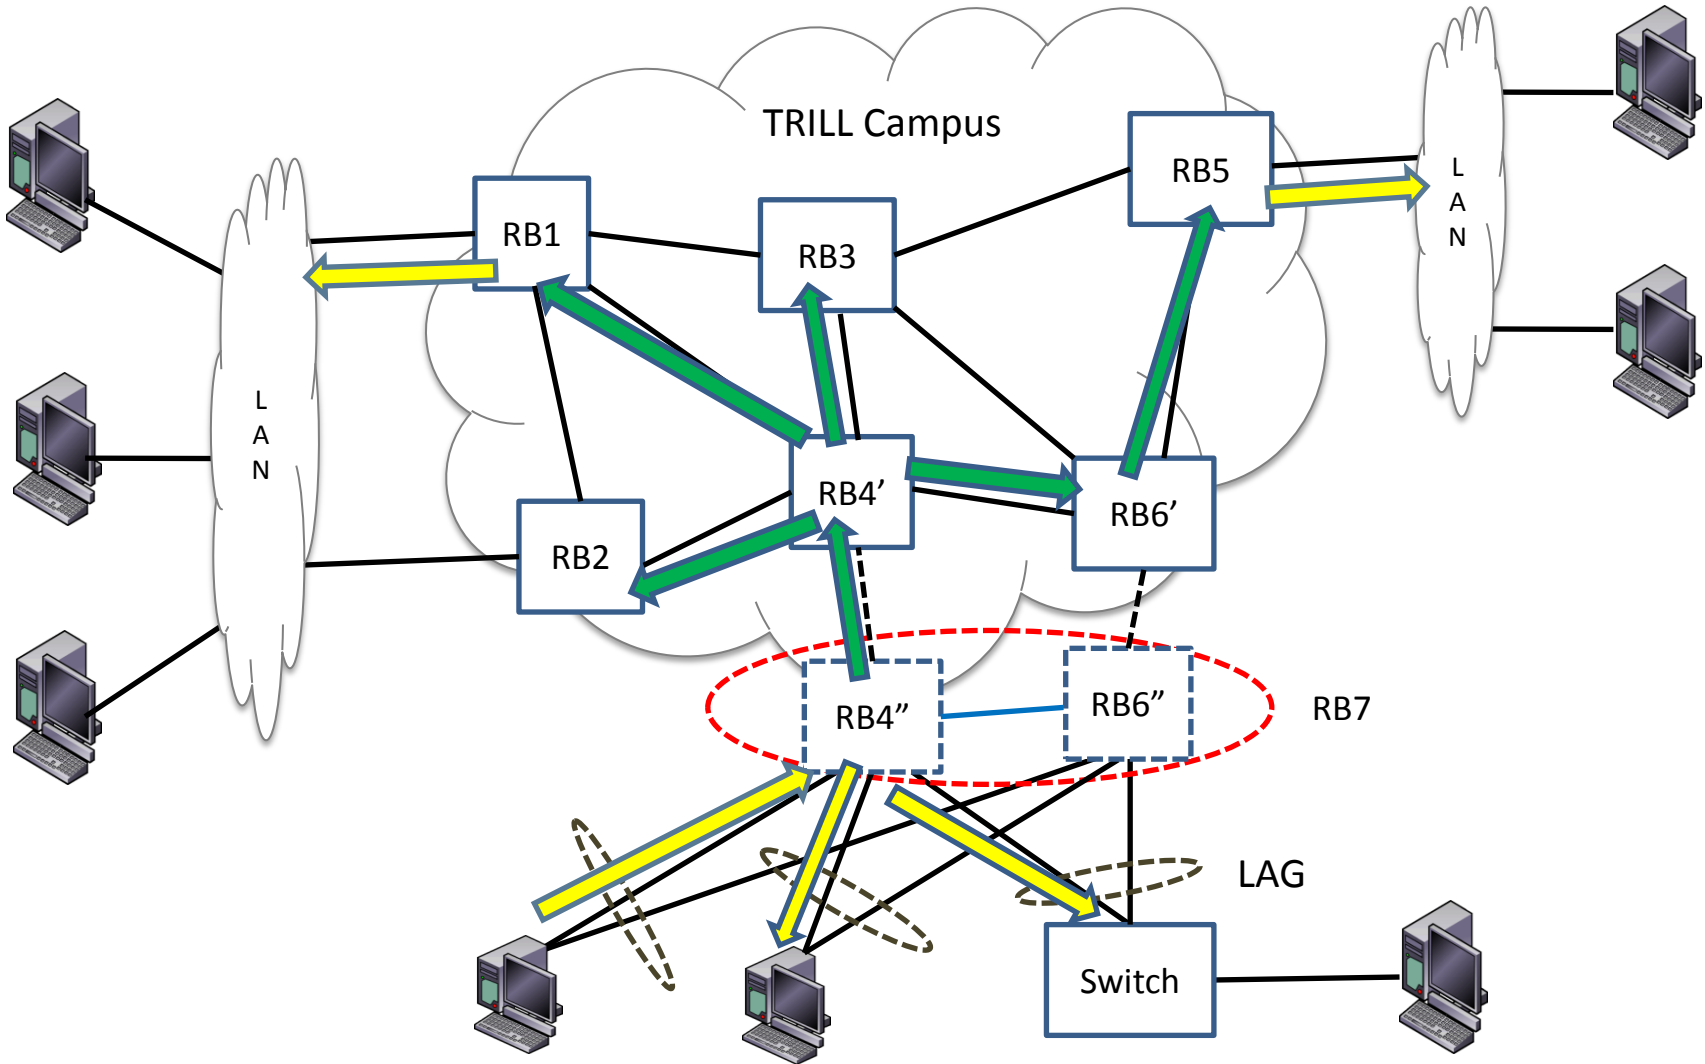 TRILL Campus
RB5
L
A
N
RB1
RB3
L
A
N
RB4’
RB6’
RB2
RB4”
RB6”
RB7
LAG
Switch